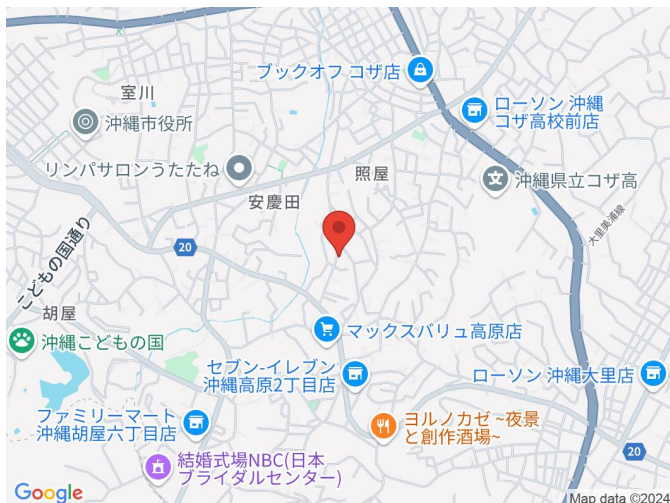 ブックオフ コザ店
室川
沖縄市役所
ローソン 沖縄
コザ高校前店
リンパサロンうたたね
照屋
沖縄県立コザ高
安慶田
大里美浦線
こどもの国通り
20
胡屋
マックスバリュ高原店
沖縄こどもの国
セブン-イレブン
沖縄高原2丁目店
ローソン 沖縄大里店
ファミリーマート
沖縄胡屋六丁目店
ヨルノカゼ ~夜景
と創作酒場~
20
結婚式場NBC(日本
ブライダルセンター)
Google
Map data ©2024